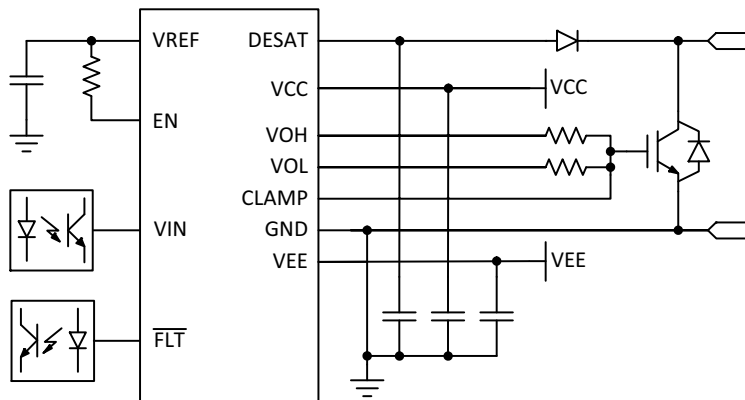 VREF
DESAT
VCC
VCC
EN
VOH
VOL
CLAMP
VIN
GND
VEE
VEE
FLT